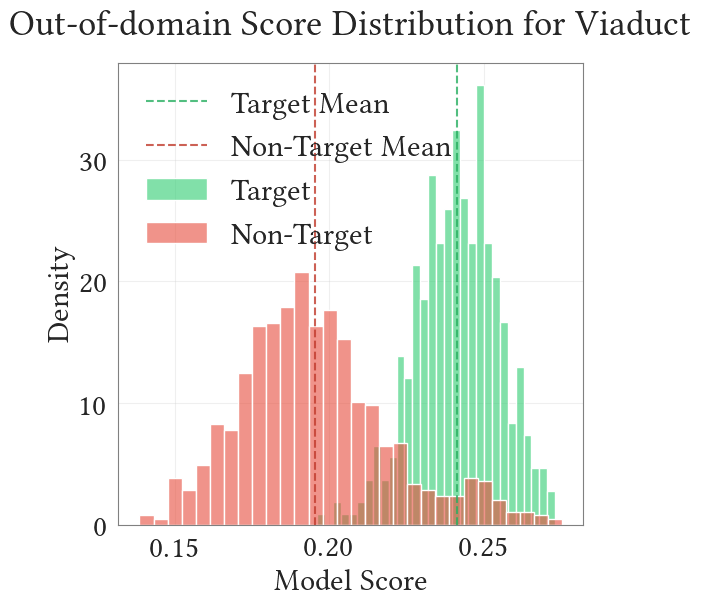 Out-of-domain Score Distribution for Viaduct
Target Mean
Non-Target Mean
Target
Non-Target
Density
30
20
10
0
0.15
0.20
0.25
Model Score